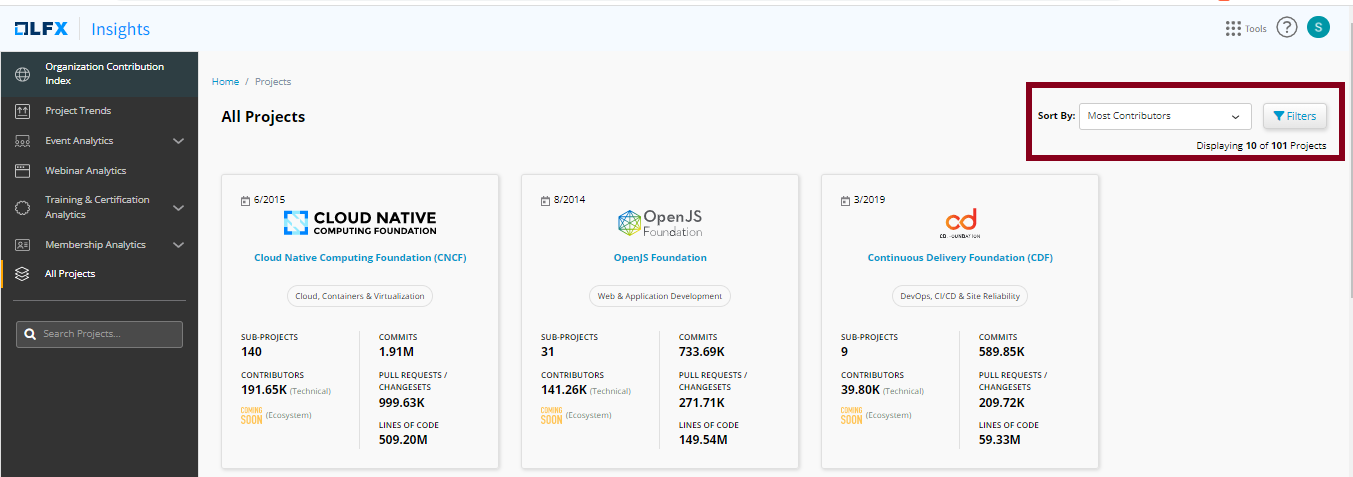 LFX Insights
Tools
?
S
Organization Contribution
Index
Project Trends
Event Analytics
Webinar Analytics
Training & Certification
Analytics
Membership Analytics
All Projects
Search Projects...
Home / Projects
All Projects
Sort By: Most Contributors Filters
Displaying 10 of 101 Projects
6/2015
CLOUD NATIVE
COMPUTING FOUNDATION
Cloud Native Computing Foundation (CNCF)
Cloud, Containers & Virtualization
SUB-PROJECTS
140
CONTRIBUTORS
191.65K (Technical)
COMING
SOON (Ecosystem)
COMMITS
1.91M
PULL REQUESTS /
CHANGESETS
999.63K
LINES OF CODE
509.20M
8/2014
OpenJS
Foundation
OpenJS Foundation
Web & Application Development
SUB-PROJECTS
31
CONTRIBUTORS
141.26K (Technical)
COMING
SOON (Ecosystem)
COMMITS
733.69K
PULL REQUESTS /
CHANGESETS
271.71K
LINES OF CODE
149.54M
3/2019
cd
CD.FOUNDATION
Continuous Delivery Foundation (CDF)
DevOps, CI/CD & Site Reliability
SUB-PROJECTS
9
CONTRIBUTORS
39.80K (Technical)
COMING
SOON (Ecosystem)
COMMITS
589.85K
PULL REQUESTS /
CHANGESETS
209.72K
LINES OF CODE
59.33M